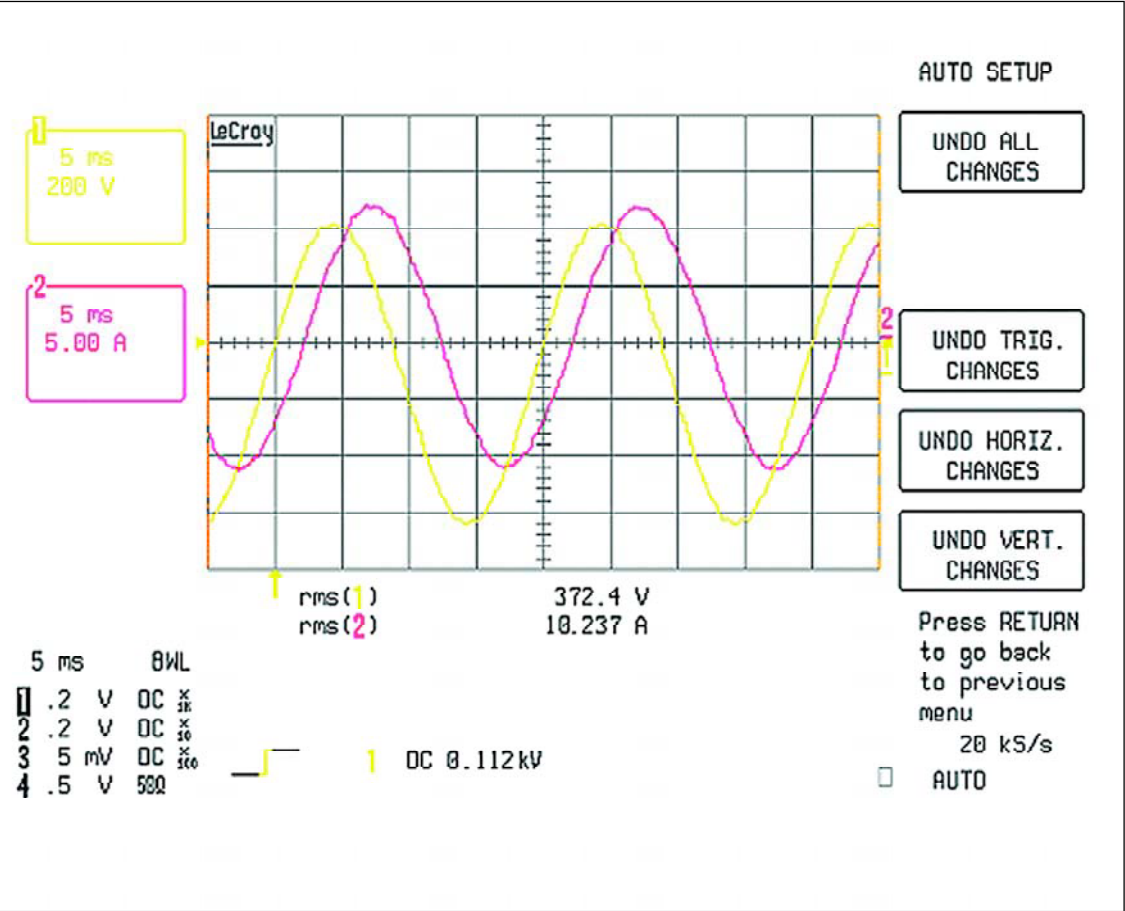 AUTO SETUP
LeCroy
1
5 ms
200 V
UNDO ALL
CHANGES
2
5 ms
5.00 A
2
1
UNDO TRIG.
CHANGES
UNDO HORIZ.
CHANGES
UNDO VERT.
CHANGES
rms(1) 372.4 V
rms(2) 10.237 A
Press RETURN
to go back
to previous
menu
5 ms BWL
1 .2 V DC
2 .2 V DC
3 5 mV DC
4 .5 V 50Ω
1 DC 0.112kV
20 kS/s
AUTO